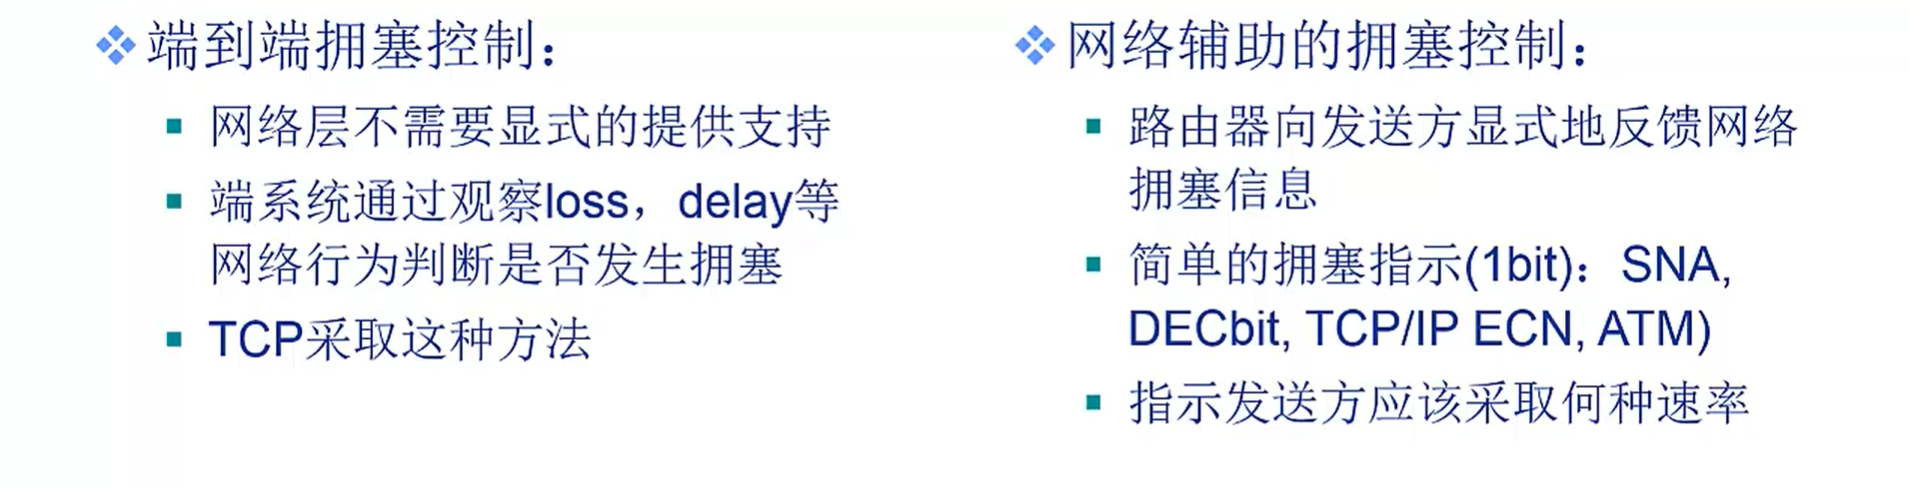 端到端拥塞控制：
网络层不需要显式的提供支持
端系统通过观察loss，delay等
网络行为判断是否发生拥塞
TCP采取这种方法
网络辅助的拥塞控制：
路由器向发送方显式地反馈网络
拥塞信息
简单的拥塞指示(1bit)：SNA,
DECbit, TCP/IP ECN, ATM)
指示发送方应该采取何种速率